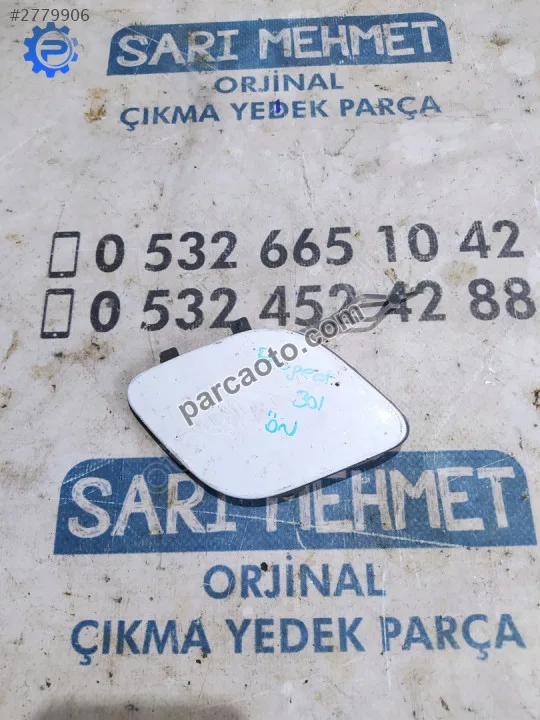 #2779906
SARI MEHMET
ORJİNAL
ÇIKMA YEDEK PARÇA
0 532 665 10 42
0 532 452 42 88
parcaoto.com
Peugeot
301
ÖN
SARI MEHMET
ORJİNAL
ÇIKMA YEDEK PARÇA